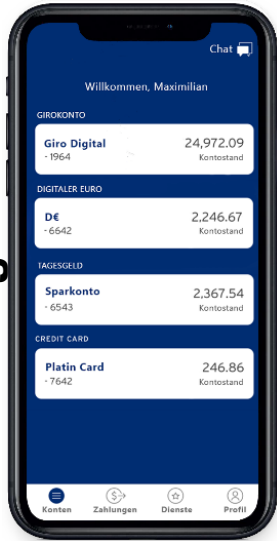 Chat
Willkommen, Maximilian
GIROKONTO
Giro Digital 24,972.09
- 1964 Kontostand
DIGITALER EURO
D€ 2,246.67
- 6642 Kontostand
TAGESGELD
Sparkonto 2,367.54
- 6543 Kontostand
CREDIT CARD
Platin Card 246.86
- 7642 Kontostand
Konten Zahlungen Dienste Profil